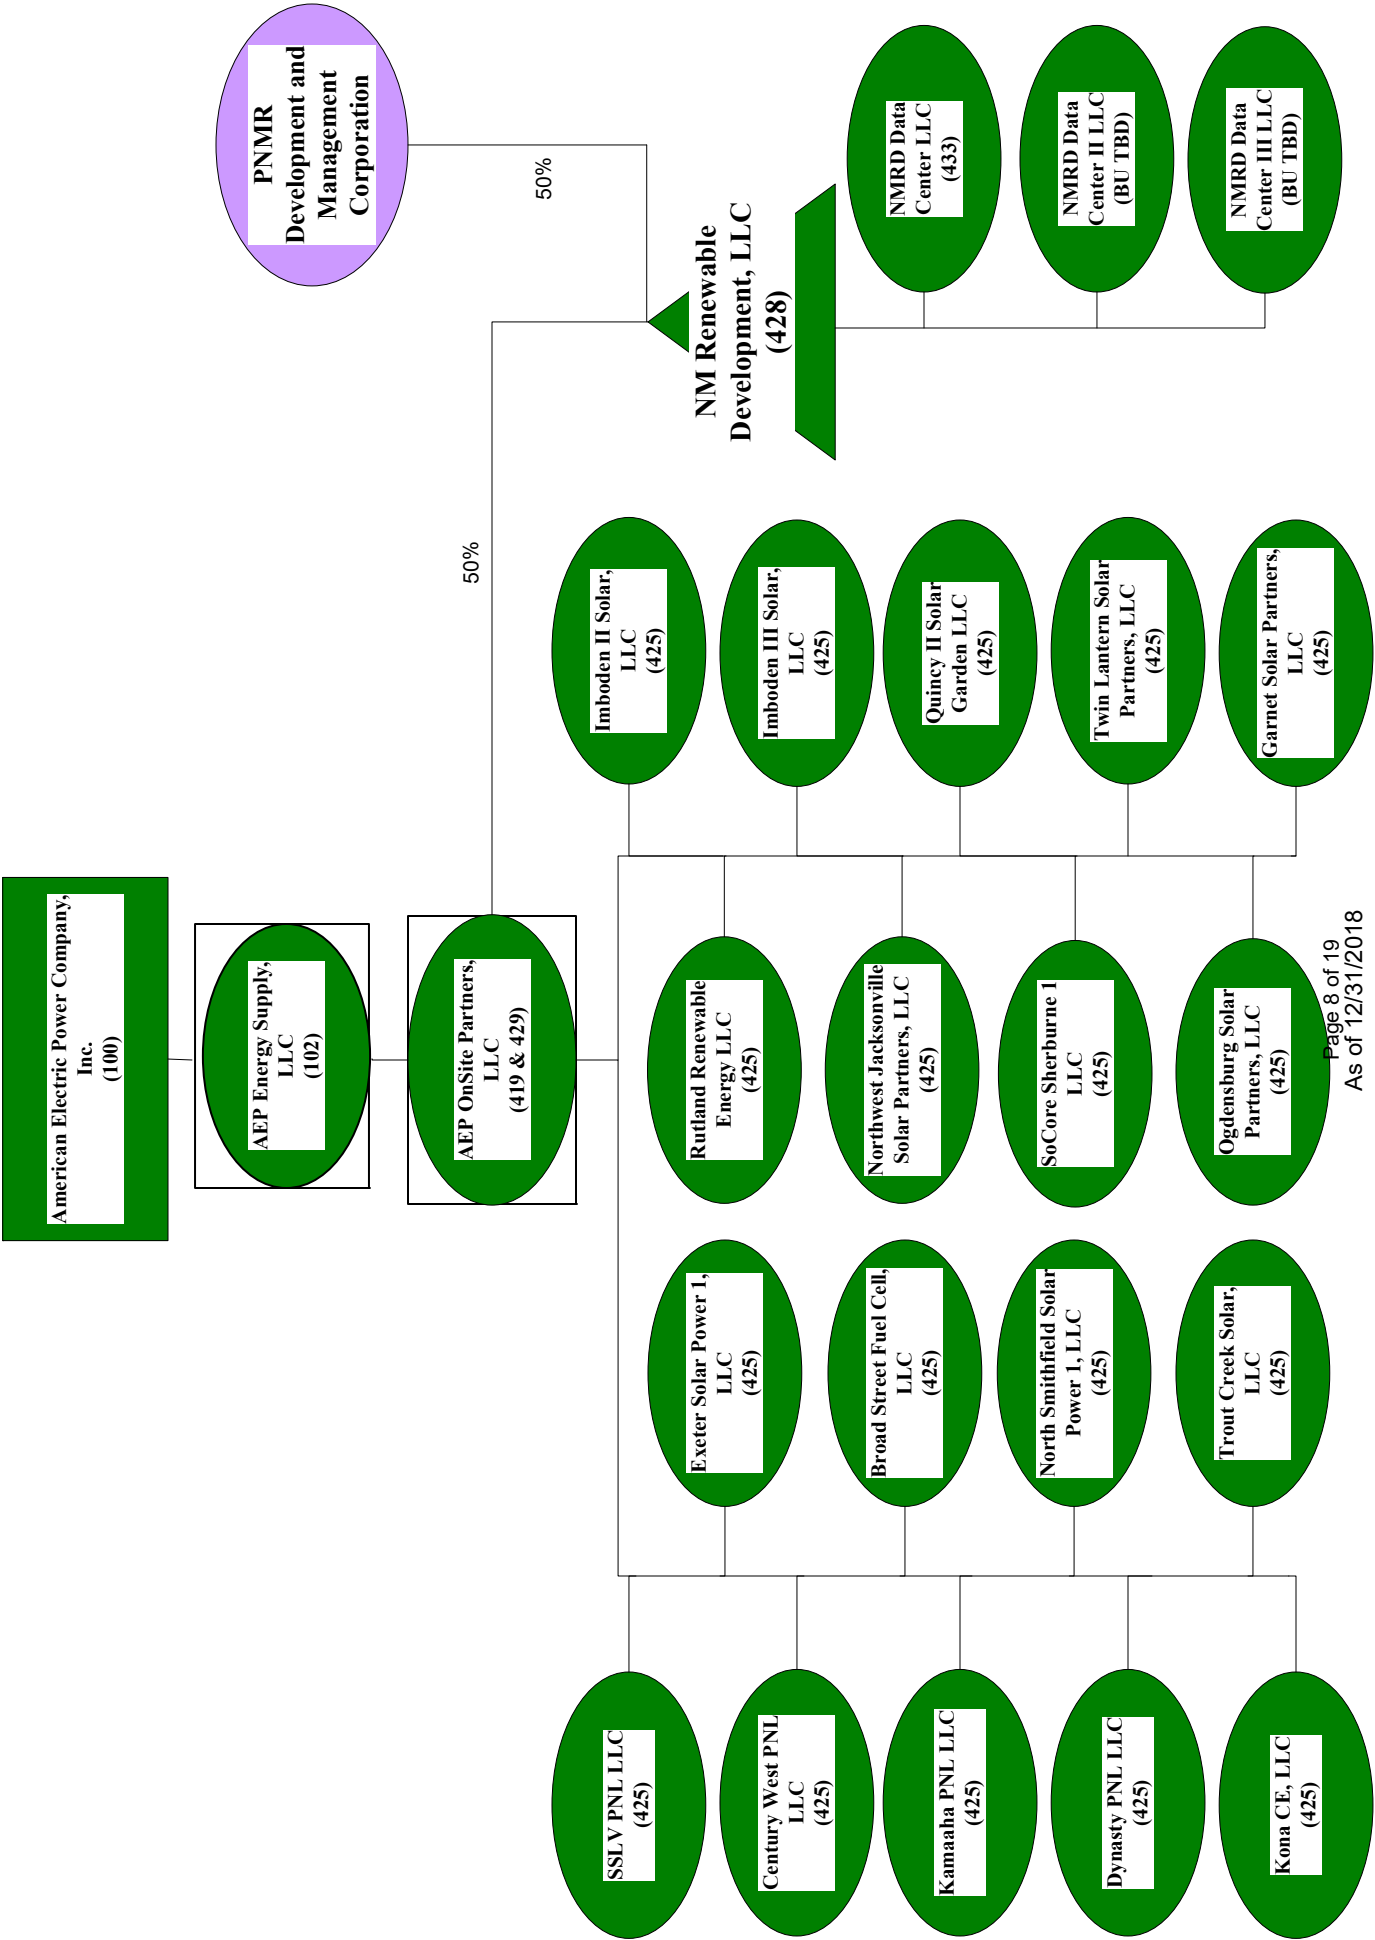 American Electric Power Company,
Inc.
(100)
AEP Energy Supply,
LLC
(102)
AEP OnSite Partners,
LLC
(419 & 429)
PNMR
Development and
Management
Corporation
50%
50%
NM Renewable
Development, LLC
(428)
NMRD Data
Center LLC
(433)
NMRD Data
Center II LLC
(BU TBD)
NMRD Data
Center III LLC
(BU TBD)
SSLV PNL LLC
(425)
Century West PNL
LLC
(425)
Kamaaha PNL LLC
(425)
Dynasty PNL LLC
(425)
Kona CE, LLC
(425)
Exeter Solar Power 1,
LLC
(425)
Broad Street Fuel Cell,
LLC
(425)
North Smithfield Solar
Power 1, LLC
(425)
Trout Creek Solar,
LLC
(425)
Rutland Renewable
Energy LLC
(425)
Northwest Jacksonville
Solar Partners, LLC
(425)
SoCore Sherburne 1
LLC
(425)
Ogdensburg Solar
Partners, LLC
(425)
Imboden II Solar,
LLC
(425)
Imboden III Solar,
LLC
(425)
Quincy II Solar
Garden LLC
(425)
Twin Lantern Solar
Partners, LLC
(425)
Garnet Solar Partners,
LLC
(425)
Page 8 of 19
As of 12/31/2018